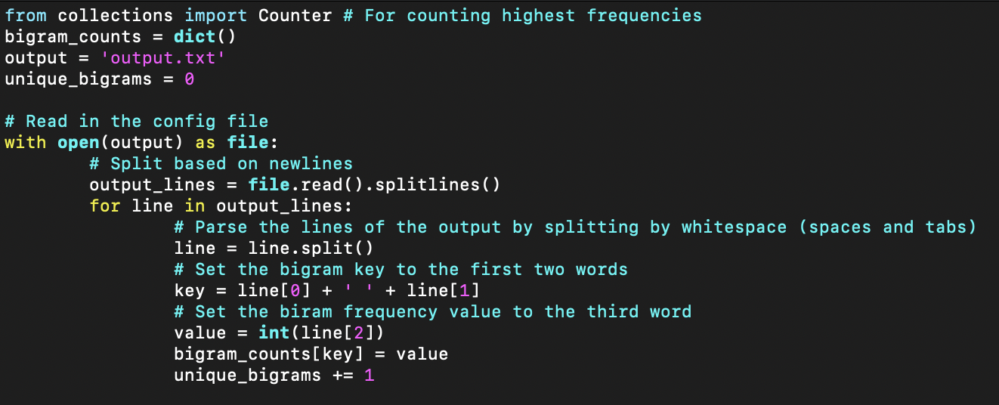 from collections import Counter # For counting highest frequencies
bigram_counts = dict()
output = 'output.txt'
unique_bigrams = 0

# Read in the config file
with open(output) as file:
        # Split based on newlines
        output_lines = file.read().splitlines()
        for line in output_lines:
                # Parse the lines of the output by splitting by whitespace (spaces and tabs)
                line = line.split()
                # Set the bigram key to the first two words
                key = line[0] + ' ' + line[1]
                # Set the biram frequency value to the third word
                value = int(line[2])
                bigram_counts[key] = value
                unique_bigrams += 1